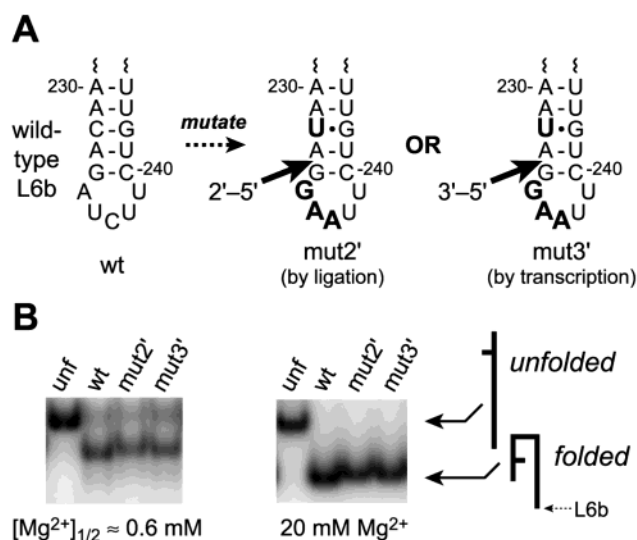 A
230- A - U
A - U
C - G
A - U
G - C -240
A U
U C U
wild-
type
L6b
wt
mutate
230- A - U
A - U
U • G
A - U
G - C -240
G U
A A U
2'–5'
mut2'
(by ligation)
OR
230- A - U
A - U
U • G
A - U
G - C -240
G U
A A U
3'–5'
mut3'
(by transcription)
B
unf wt mut2' mut3'
[Mg2+]1/2 ≈ 0.6 mM
unf wt mut2' mut3'
20 mM Mg2+
unfolded
folded
L6b